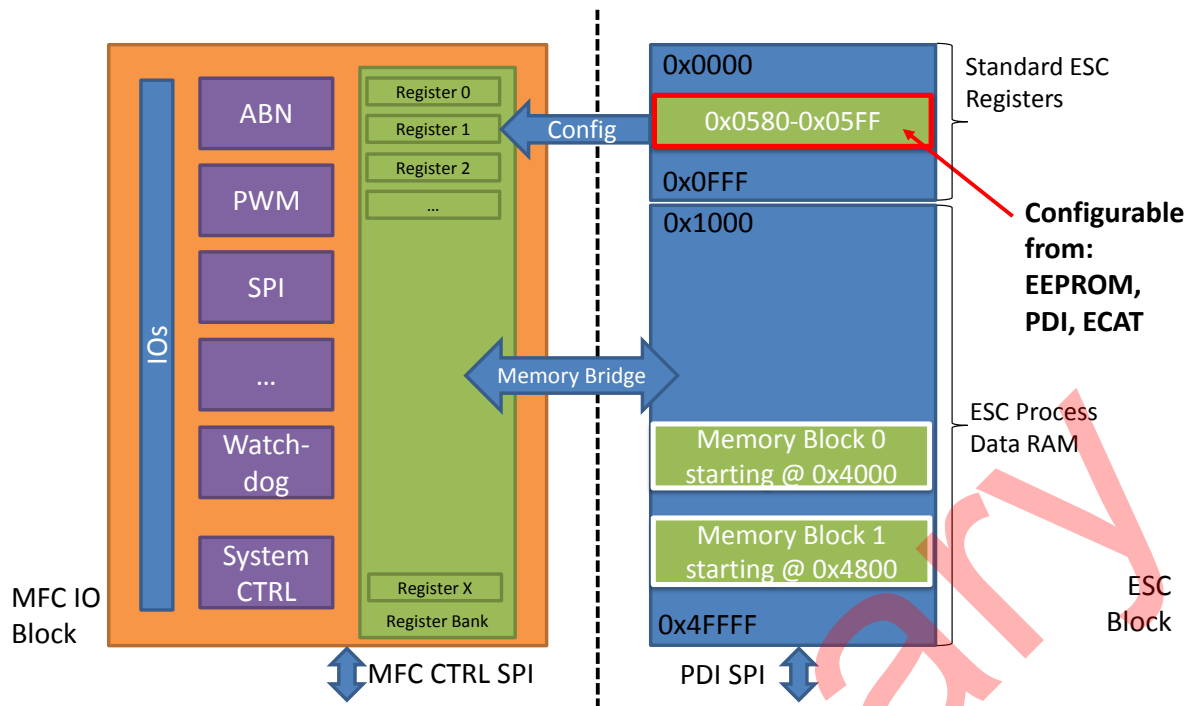 IOs
ABN
PWM
SPI
...
Watch-
dog
System
CTRL
Register 0
Register 1
Register 2
...
Register X
Register Bank
MFC IO
Block
MFC CTRL SPI
Config
Memory Bridge
0x0000
0x0580-0x05FF
0x0FFF
0x1000
Memory Block 0
starting @ 0x4000
Memory Block 1
starting @ 0x4800
0x4FFFF
PDI SPI
Standard ESC
Registers
Configurable
from:
EEPROM,
PDI, ECAT
ESC Process
Data RAM
ESC
Block
ary